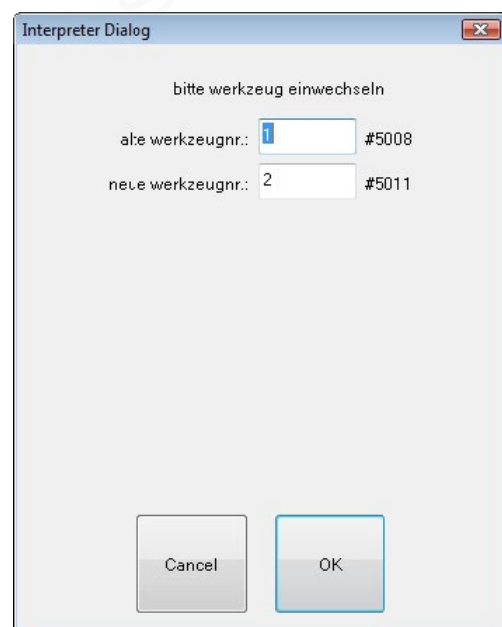 Interpreter Dialog
bitte werkzeug einwechseln
alte werkzeugnr.: 1 #5008
neue werkzeugnr.: 2 #5011
Cancel OK